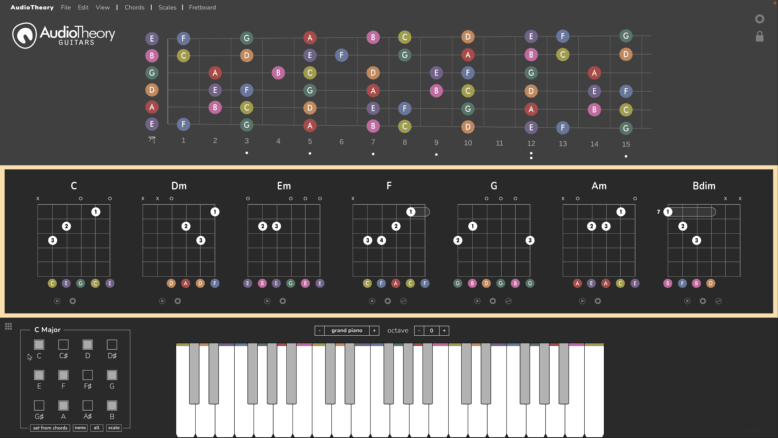 AudioTheory File Edit View | Chords | Scales | Fretboard
AudioTheory
GUITARS
E F G A B C D E F G
B C D E F G A B C D
G A B C D E F G A
D E F G A B C D E F
A B C D E F G A B C
E F G A B C D E F G
1 2 3 4 5 6 7 8 9 10 11 12 13 14 15
C Dm Em F G Am Bdim
X O O X X O O O O O X O O O X O O X X
1 1 1 1 7 1
2 2 2 3 2 1 2 3 2
3 3 3 4 2 3 3
C E G C E D A D F E B E G B E C F A C F G B D G B G A E A C E B F B D
C Major
C C# D D#
E F F# G
G# A A# B
set from chords none all scale
- grand piano + octave - 0 +